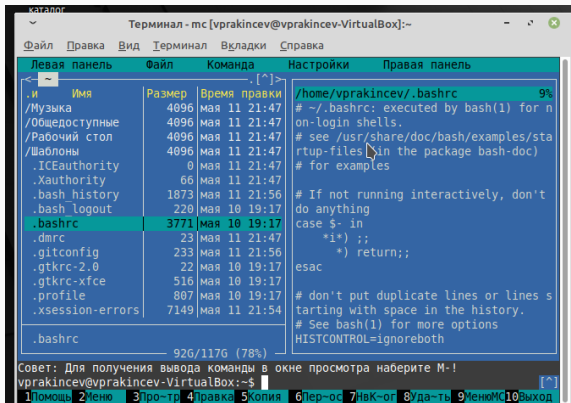 каталог
Терминал - mc [vprakincev@vprakincev-VirtualBox]:~
Файл Правка Вид Терминал Вкладки Справка
Левая панель Файл Команда Настройки Правая панель
<— ~ .[^]>
.и Имя Размер Время правки
/Музыка 4096 мая 11 21:47
/Общедоступные 4096 мая 11 21:47
/Рабочий стол 4096 мая 11 21:47
/Шаблоны 4096 мая 11 21:47
.ICEauthority 0 мая 11 21:47
.Xauthority 66 мая 11 21:47
.bash_history 1873 мая 11 21:56
.bash_logout 220 мая 10 19:17
.bashrc 3771 мая 10 19:17
.dmrc 23 мая 11 21:47
.gitconfig 233 мая 11 21:56
.gtkrc-2.0 22 мая 10 19:17
.gtkrc-xfce 516 мая 10 19:17
.profile 807 мая 10 19:17
.xsession-errors 7149 мая 11 21:54
.bashrc
92G/117G (78%)
/home/vprakincev/.bashrc 9%
# ~/.bashrc: executed by bash(1) for n
on-login shells.
# see /usr/share/doc/bash/examples/sta
rtup-files (in the package bash-doc)
# for examples
# If not running interactively, don't
do anything
case $- in
*i*) ;;
*) return;;
esac
# don't put duplicate lines or lines s
tarting with space in the history.
# See bash(1) for more options
HISTCONTROL=ignoreboth
Совет: Для получения вывода команды в окне просмотра наберите M-!
vprakincev@vprakincev-VirtualBox:~$ [^]
1Помощь 2Меню 3Про~тр 4Правка 5Копия 6Пер~ос 7НвК~ог 8Уда~ть 9МенюMC 10Выход